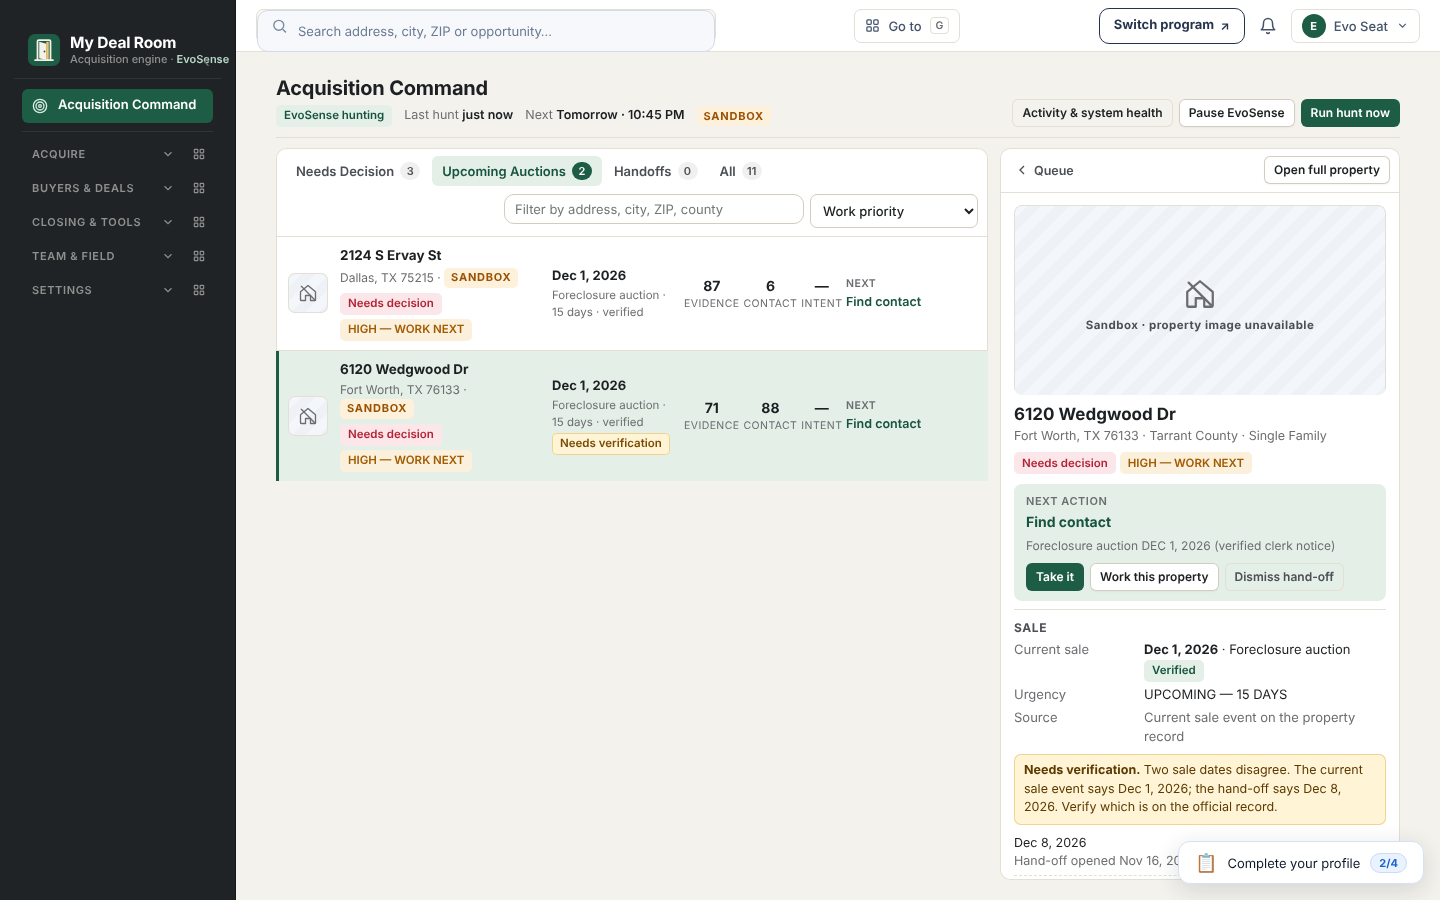 My Deal Room
Acquisition engine · EvoSense
Acquisition Command
ACQUIRE
BUYERS & DEALS
CLOSING & TOOLS
TEAM & FIELD
SETTINGS
Search address, city, ZIP or opportunity...
Go to G
Switch program ↗
E Evo Seat
Acquisition Command
EvoSense hunting Last hunt just now Next Tomorrow · 10:45 PM SANDBOX
Activity & system health Pause EvoSense Run hunt now
Needs Decision 3 Upcoming Auctions 2 Handoffs 0 All 11
Filter by address, city, ZIP, county Work priority
2124 S Ervay St
Dallas, TX 75215 · SANDBOX
Needs decision
HIGH — WORK NEXT
Dec 1, 2026
Foreclosure auction ·
15 days · verified
87 6 — NEXT
EVIDENCE CONTACT INTENT Find contact
6120 Wedgwood Dr
Fort Worth, TX 76133 ·
SANDBOX
Needs decision
HIGH — WORK NEXT
Dec 1, 2026
Foreclosure auction ·
15 days · verified
Needs verification
71 88 — NEXT
EVIDENCE CONTACT INTENT Find contact
Queue Open full property
Sandbox · property image unavailable
6120 Wedgwood Dr
Fort Worth, TX 76133 · Tarrant County · Single Family
Needs decision HIGH — WORK NEXT
NEXT ACTION
Find contact
Foreclosure auction DEC 1, 2026 (verified clerk notice)
Take it Work this property Dismiss hand-off
SALE
Current sale Dec 1, 2026 · Foreclosure auction
Verified
Urgency UPCOMING — 15 DAYS
Source Current sale event on the property
record
Needs verification. Two sale dates disagree. The current
sale event says Dec 1, 2026; the hand-off says Dec 8,
2026. Verify which is on the official record.
Dec 8, 2026
Hand-off opened Nov 16,
📋 Complete your profile 2/4